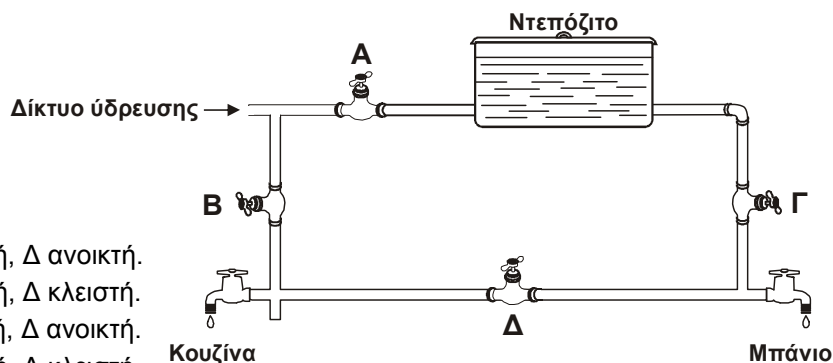 Ντεπόζιτο
Α
Δίκτυο ύδρευσης
Β
Γ
ή, Δ ανοικτή.
ή, Δ κλειστή.
ή, Δ ανοικτή.
Δ
Κουζίνα
Μπάνιο